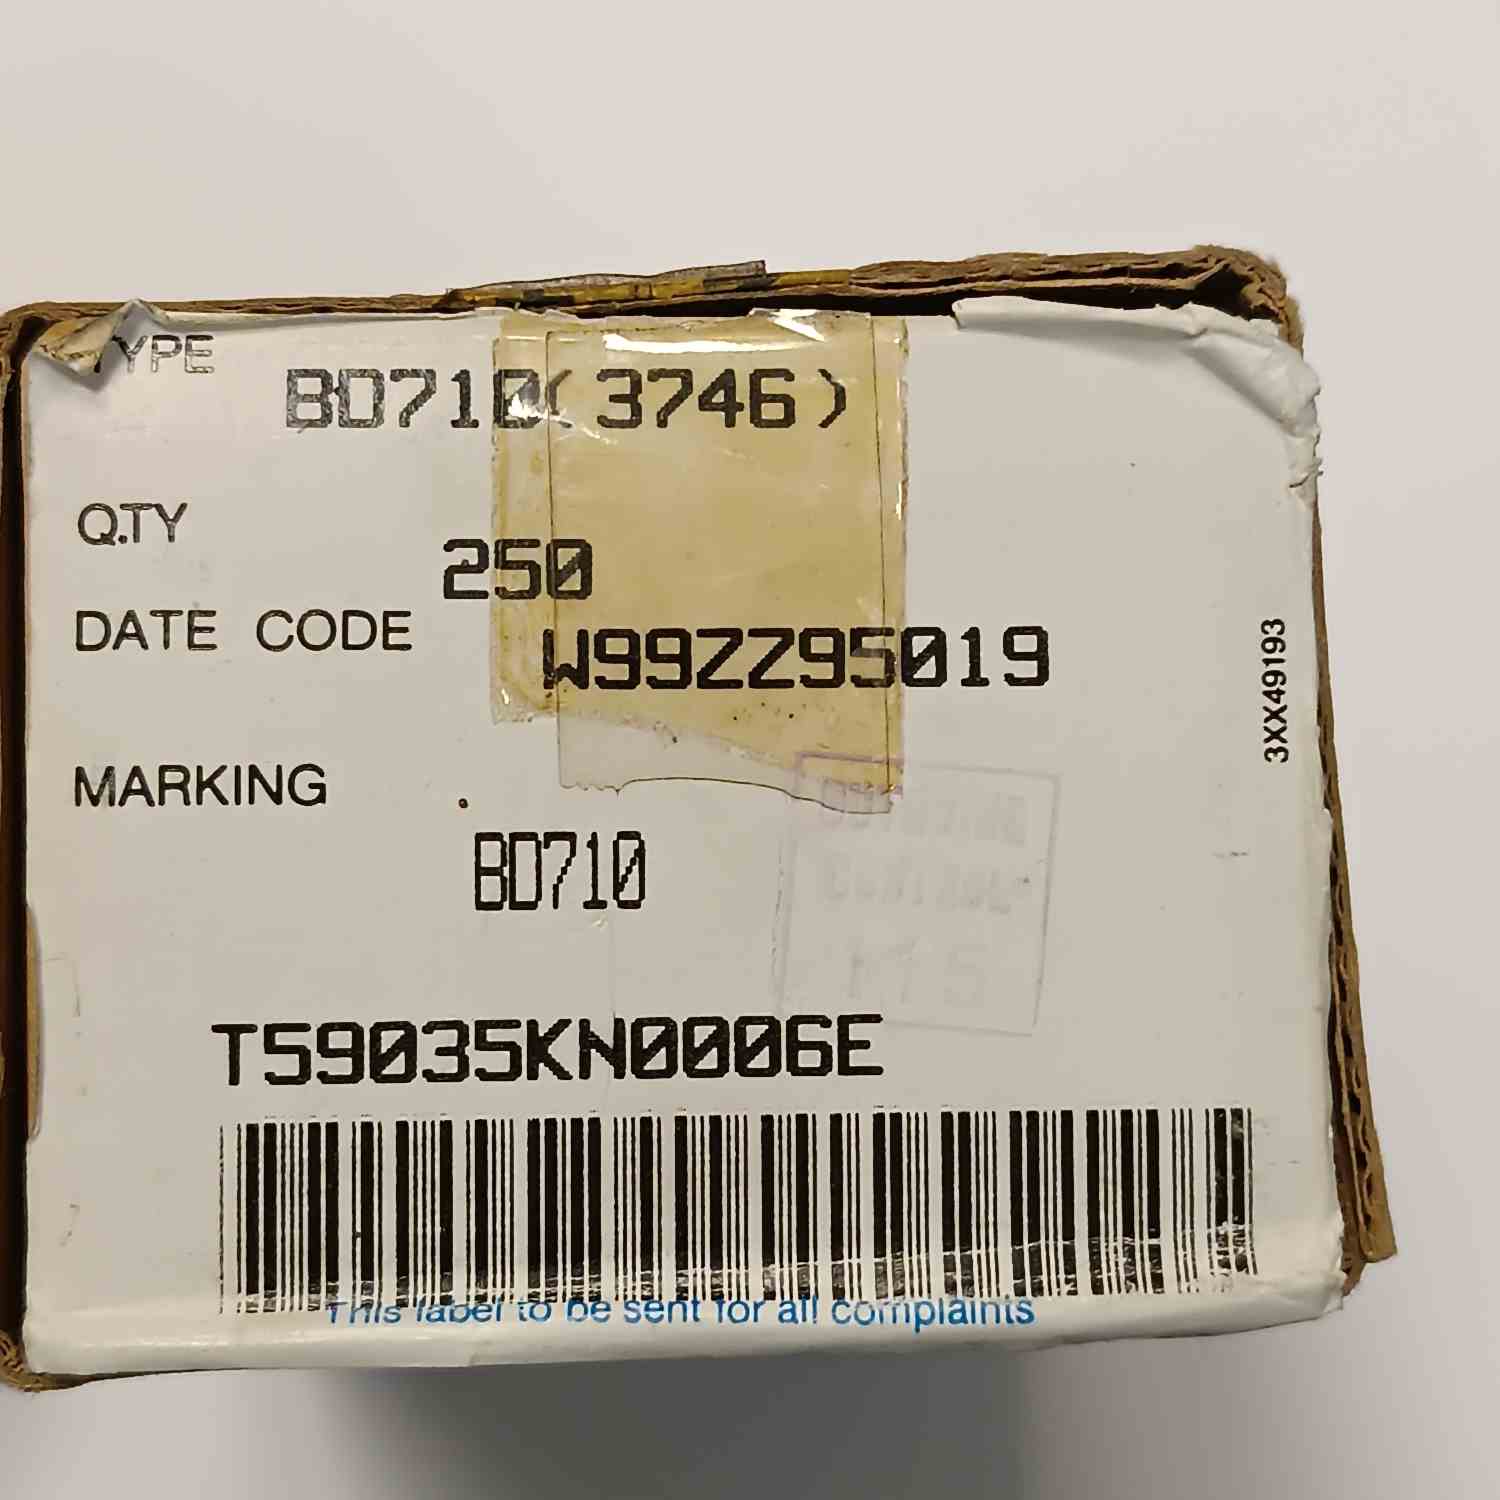 TYPE
BD710(3746)
Q.TY
250
DATE CODE
W99ZZ95019
MARKING
BD710
T59035KN0006E
This label to be sent for all complaints
3XX49193